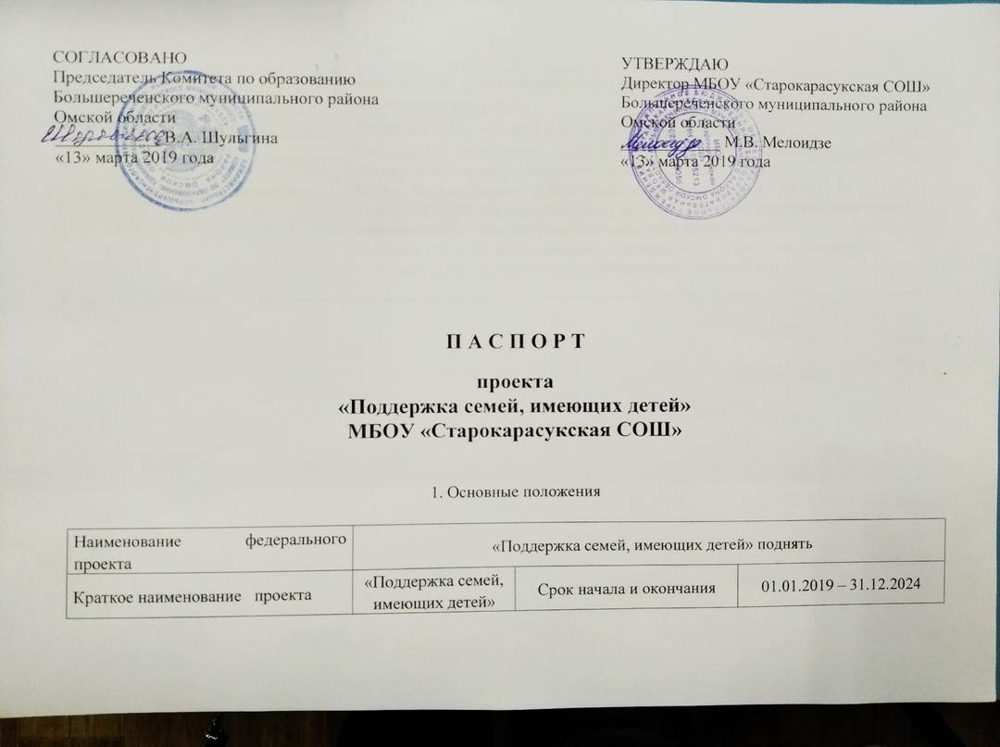 СОГЛАСОВАНО
Председатель Комитета по образованию
Большереченского муниципального района
Омской области
В.А. Шульгина
«13» марта 2019 года
УТВЕРЖДАЮ
Директор МБОУ «Старокарасукская СОШ»
Большереченского муниципального района
Омской области
М.В. Мелоидзе
«13» марта 2019 года
П А С П О Р Т
проекта
«Поддержка семей, имеющих детей»
МБОУ «Старокарасукская СОШ»
1. Основные положения
Наименование федерального
проекта
«Поддержка семей, имеющих детей» поднять
Краткое наименование проекта
«Поддержка семей,
имеющих детей»
Срок начала и окончания
01.01.2019 – 31.12.2024